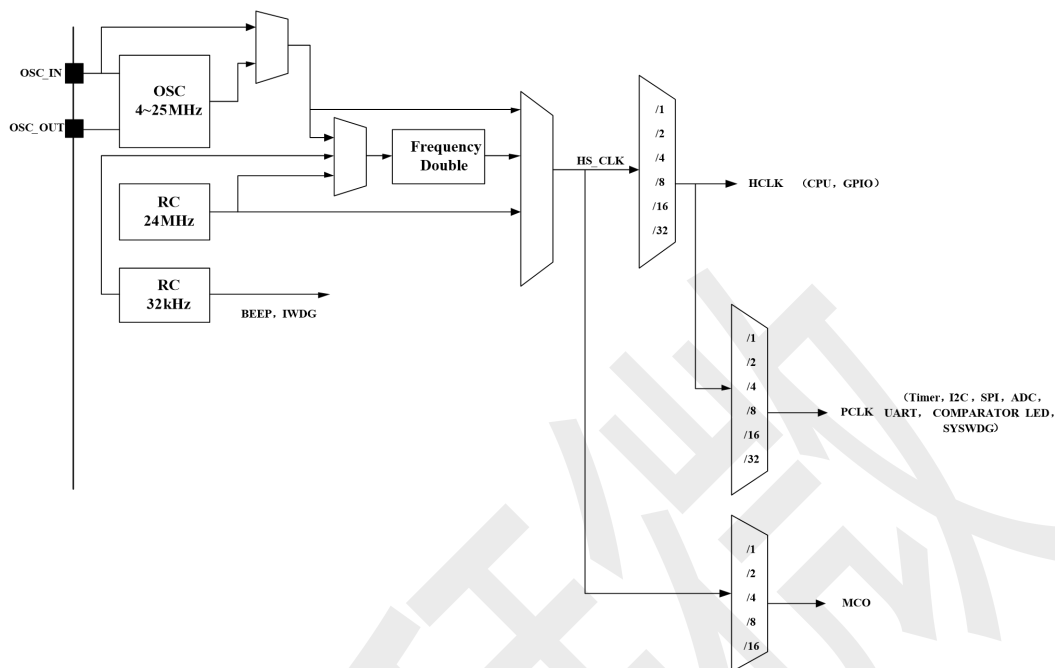 OSC_IN
OSC
4~25MHz
OSC_OUT
Frequency
Double
RC
24MHz
RC
32kHz
BEEP，IWDG
HS_CLK
/1
/2
/4
/8
/16
/32
HCLK （CPU，GPIO）
/1
/2
/4
/8
/16
/32
（Timer，I2C，SPI，ADC，
PCLK UART， COMPARATOR LED，
SYSWDG）
/1
/2
/4
/8
/16
MCO